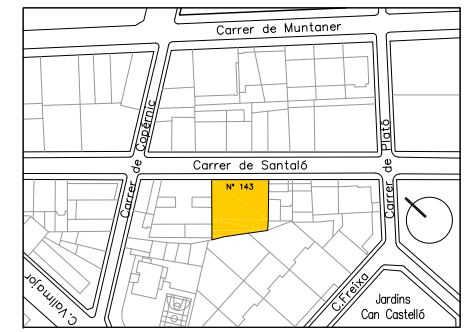 Carrer de Muntaner
Carrer de Copèrnic
Carrer de Plató
Carrer de Santaló
Nº 143
C.Vallmajor
C.Freixa
Jardins
Can Castelló